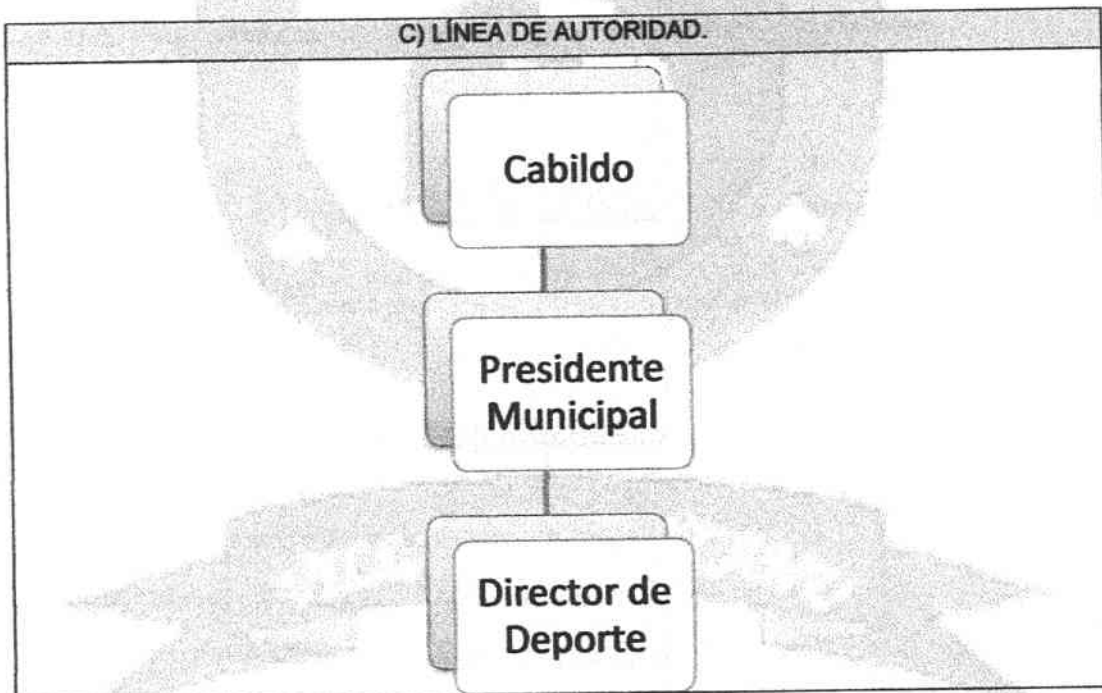 C) LÍNEA DE AUTORIDAD.
Cabildo
Presidente
Municipal
Director de
Deporte